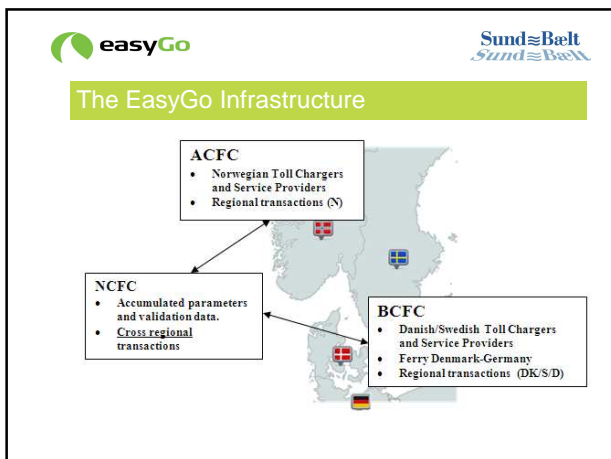 easyGo
Sund≋Bælt
Sund≋Bælt
The EasyGo Infrastructure
ACFC
• Norwegian Toll Chargers
and Service Providers
• Regional transactions (N)
NCFC
• Accumulated parameters
and validation data.
• Cross regional
transactions
BCFC
• Danish/Swedish Toll Chargers
and Service Providers
• Ferry Denmark-Germany
• Regional transactions (DK/S/D)